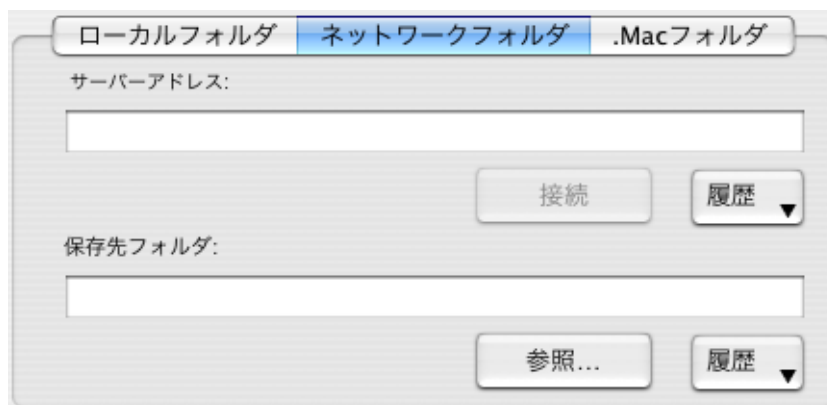 ローカルフォルダ ネットワークフォルダ .Macフォルダ
サーバーアドレス:
接続 履歴
保存先フォルダ:
参照... 履歴